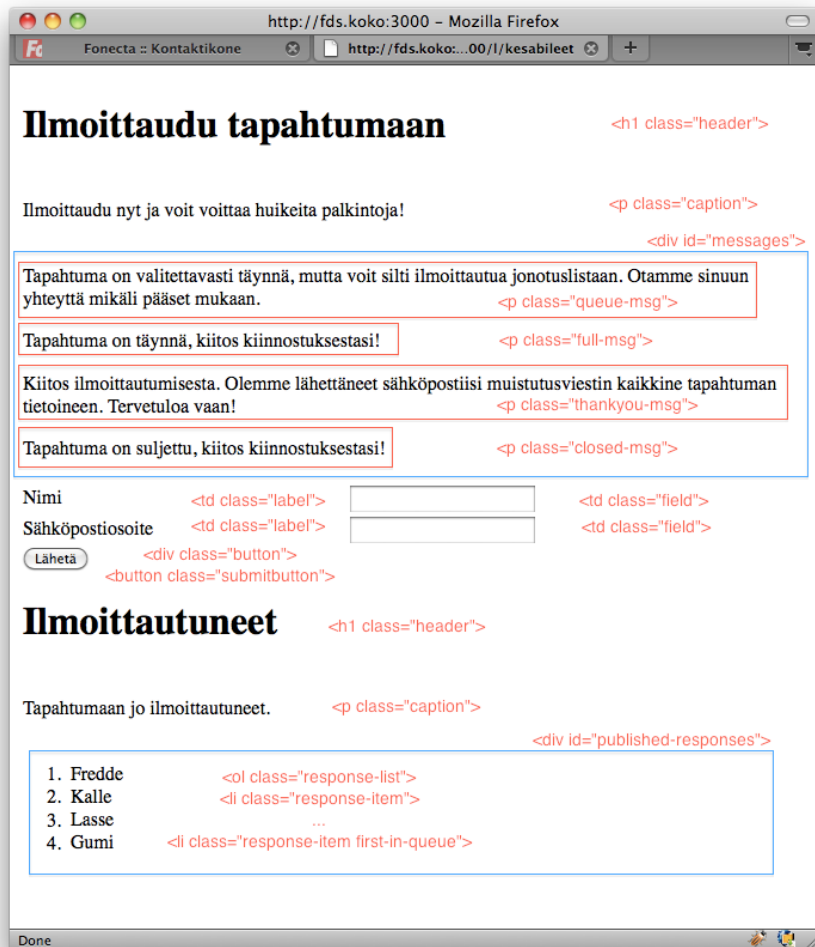 http://fds.koko:3000 – Mozilla Firefox
Fonecta :: Kontaktikone http://fds.koko:...00/l/kesabileet +
Ilmoittaudu tapahtumaan <h1 class="header">
Ilmoittaudu nyt ja voit voittaa huikeita palkintoja! <p class="caption">
<div id="messages">
Tapahtuma on valitettavasti täynnä, mutta voit silti ilmoittautua jonotuslistaan. Otamme sinuun
yhteyttä mikäli pääset mukaan. <p class="queue-msg">
Tapahtuma on täynnä, kiitos kiinnostuksestasi! <p class="full-msg">
Kiitos ilmoittautumisesta. Olemme lähettäneet sähköpostiisi muistutusviestin kaikkine tapahtuman
tietoineen. Tervetuloa vaan! <p class="thankyou-msg">
Tapahtuma on suljettu, kiitos kiinnostuksestasi! <p class="closed-msg">
Nimi <td class="label"> <td class="field">
Sähköpostiosoite <td class="label"> <td class="field">
Lähetä <div class="button">
<button class="submitbutton">
Ilmoittautuneet <h1 class="header">
Tapahtumaan jo ilmoittautuneet. <p class="caption">
<div id="published-responses">
1. Fredde <ol class="response-list">
2. Kalle <li class="response-item">
3. Lasse ...
4. Gumi <li class="response-item first-in-queue">
Done